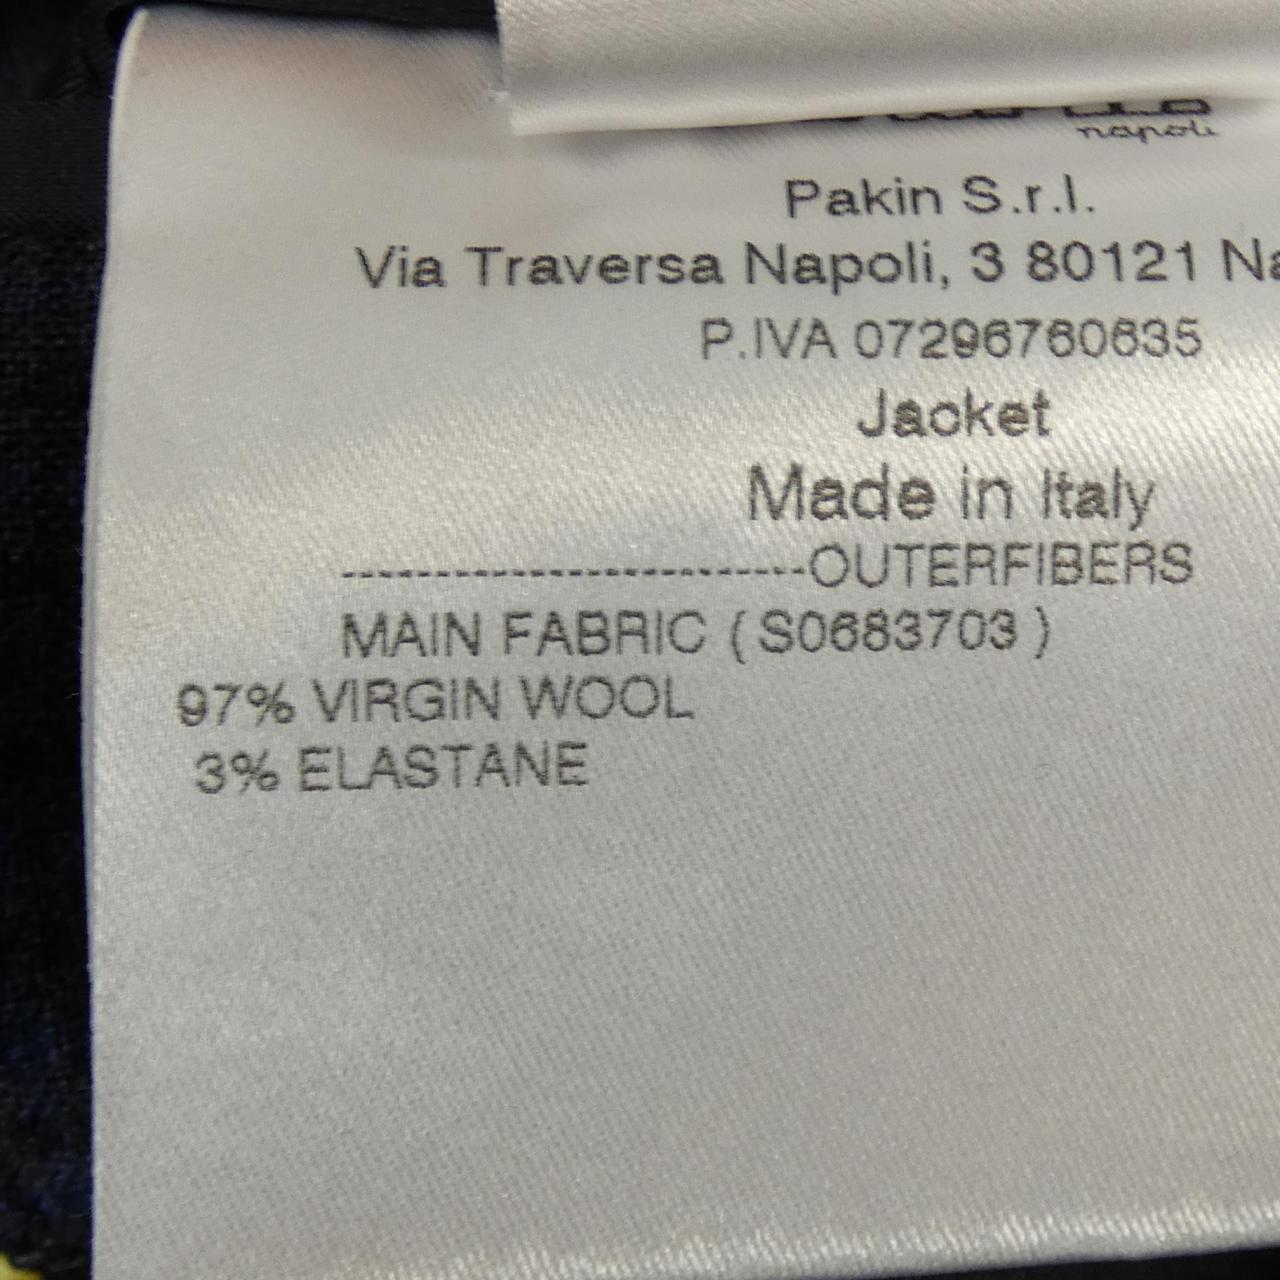 napoli
Pakin S.r.l.
Via Traversa Napoli, 3 80121
P.IVA 07296760635
Jacket
Made in Italy
-------------------------OUTERFIBERS
MAIN FABRIC (S0683703)
97% VIRGIN WOOL
3% ELASTANE